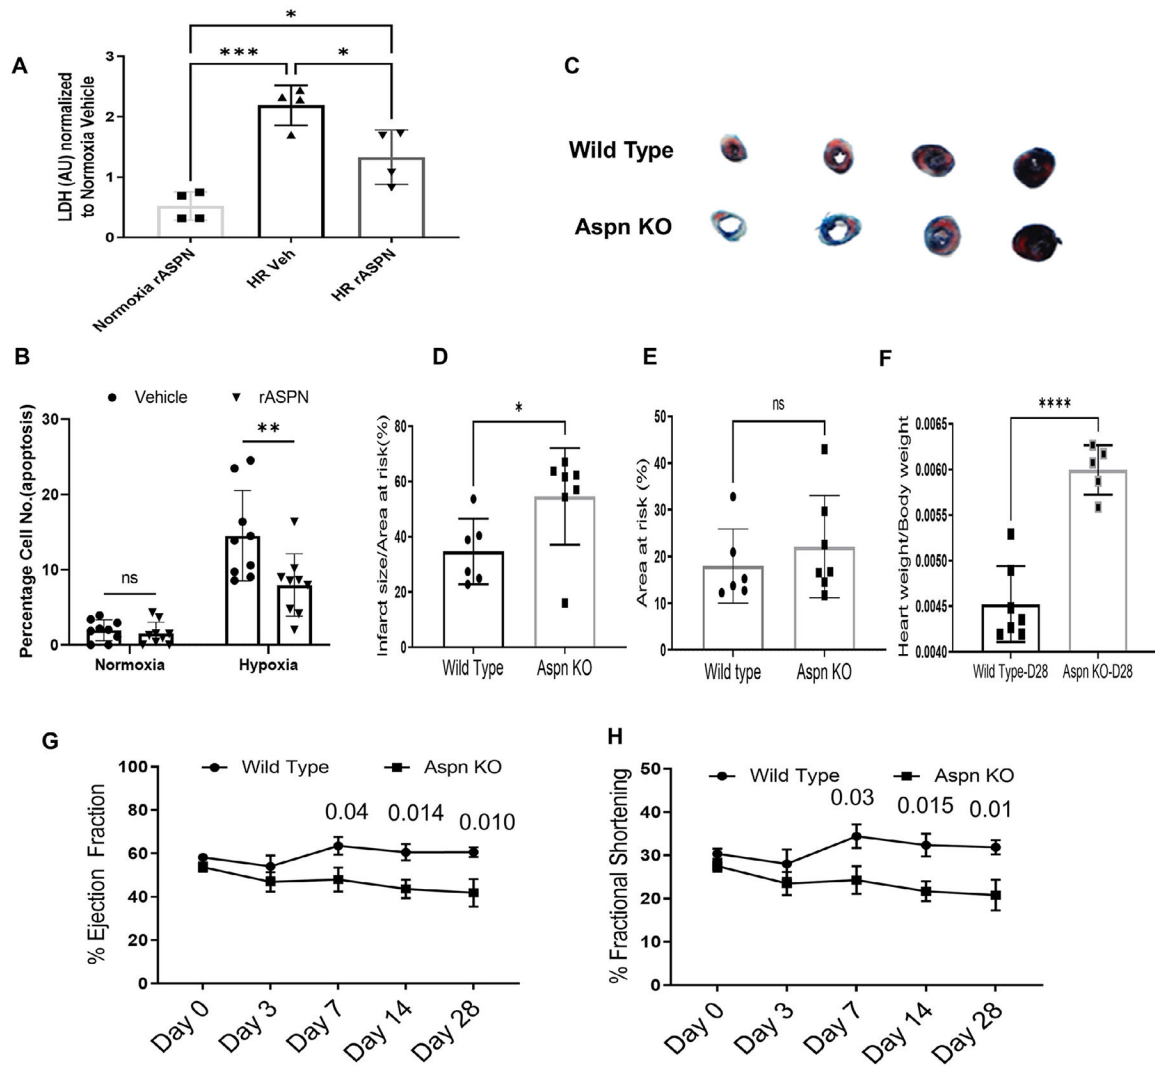 A
LDH (AU) normalized
to Normoxia Vehicle
3
2
1
0
*
***
*
Normoxia rASPN
HR Veh
HR rASPN
C
Wild Type
Aspn KO
B
Vehicle
rASPN
Percentage Cell No.(apoptosis)
30
20
10
0
ns
**
Normoxia
Hypoxia
D
Infarct size/Area at risk(%)
80
60
40
20
0
*
Wild Type
Aspn KO
E
Area at risk (%)
50
40
30
20
10
0
ns
Wild type
Aspn KO
F
Heart weight/Body weight
0.0065
0.0060
0.0055
0.0050
0.0045
0.0040
****
Wild Type-D28
Aspn KO-D28
G
% Ejection Fraction
100
80
60
40
20
0
Wild Type
Aspn KO
0.04
0.014
0.010
Day 0
Day 3
Day 7
Day 14
Day 28
H
% Fractional Shortening
50
40
30
20
10
0
Wild Type
Aspn KO
0.03
0.015
0.01
Day 0
Day 3
Day 7
Day 14
Day 28